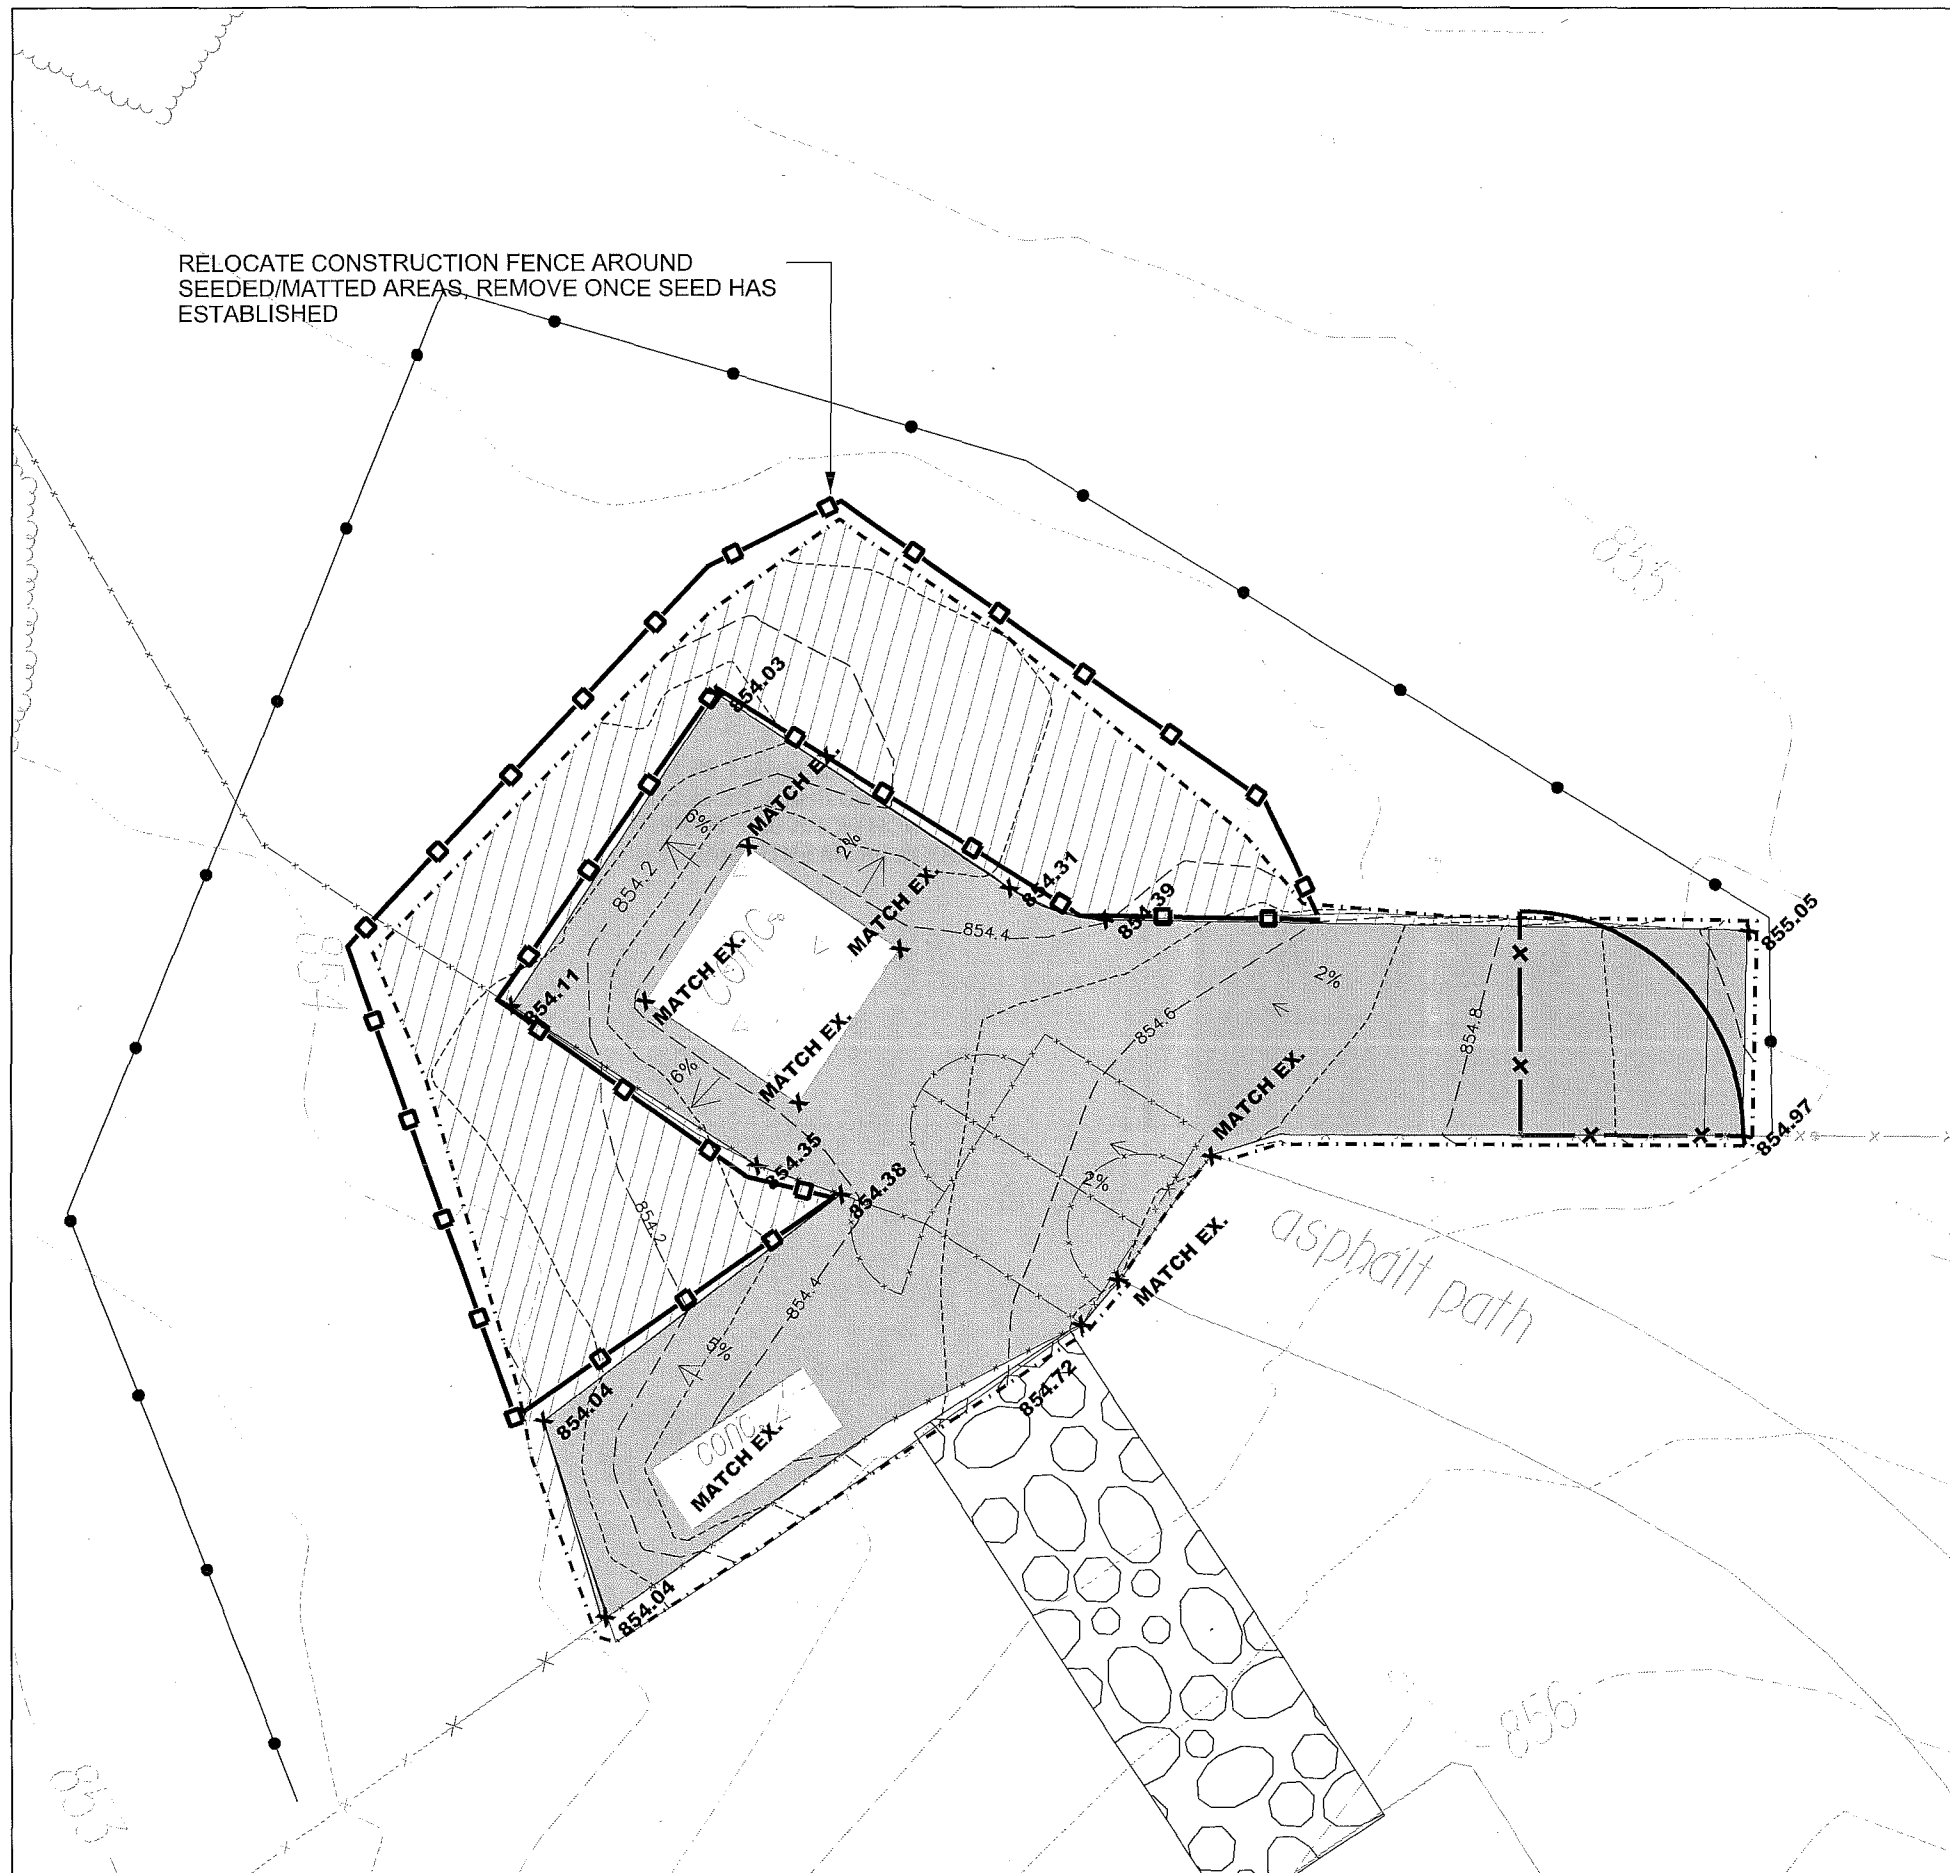 RELOCATE CONSTRUCTION FENCE AROUND
SEEDED/MATTED AREAS, REMOVE ONCE SEED HAS
ESTABLISHED
855
854.03
MATCH EX.
6%
2%
854.2
854.31
MATCH EX.
854.39
855.05
854.4
conc.
MATCH EX.
854
854.11
2%
854.6
854.8
MATCH EX.
MATCH EX.
6%
854.97
854.35
854.38
2%
854.2
MATCH EX.
asphalt path
854.4
5%
854.72
854.04
conc.
MATCH EX.
854.04
856
853